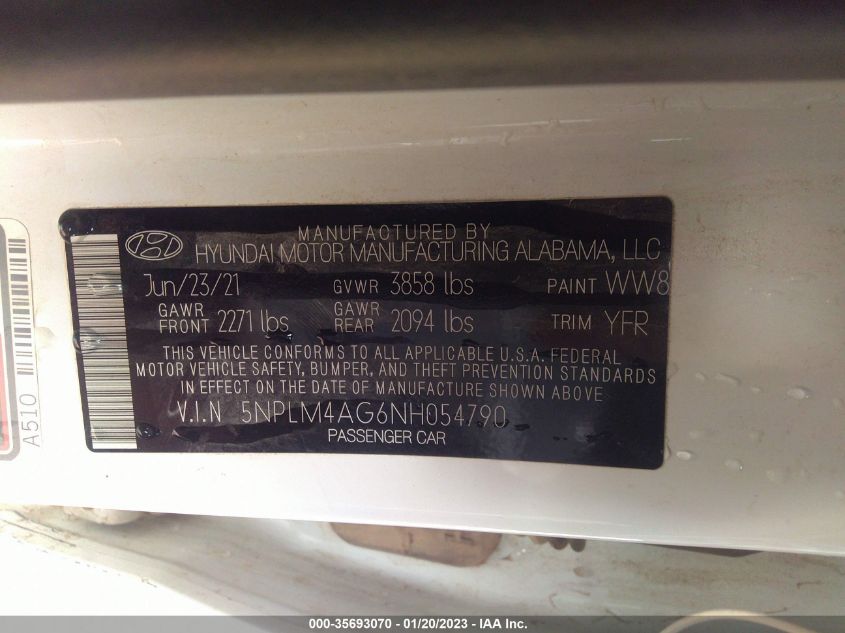 MANUFACTURED BY
HYUNDAI MOTOR MANUFACTURING ALABAMA, LLC
Jun/23/21 GVWR 3858 lbs PAINT WW8
GAWR FRONT 2271 lbs GAWR REAR 2094 lbs TRIM YFR
THIS VEHICLE CONFORMS TO ALL APPLICABLE U.S.A. FEDERAL
MOTOR VEHICLE SAFETY, BUMPER, AND THEFT PREVENTION STANDARDS
IN EFFECT ON THE DATE OF MANUFACTURE SHOWN ABOVE
V.I.N 5NPLM4AG6NH054790
PASSENGER CAR
A510
000-35693070 - 01/20/2023 - IAA Inc.